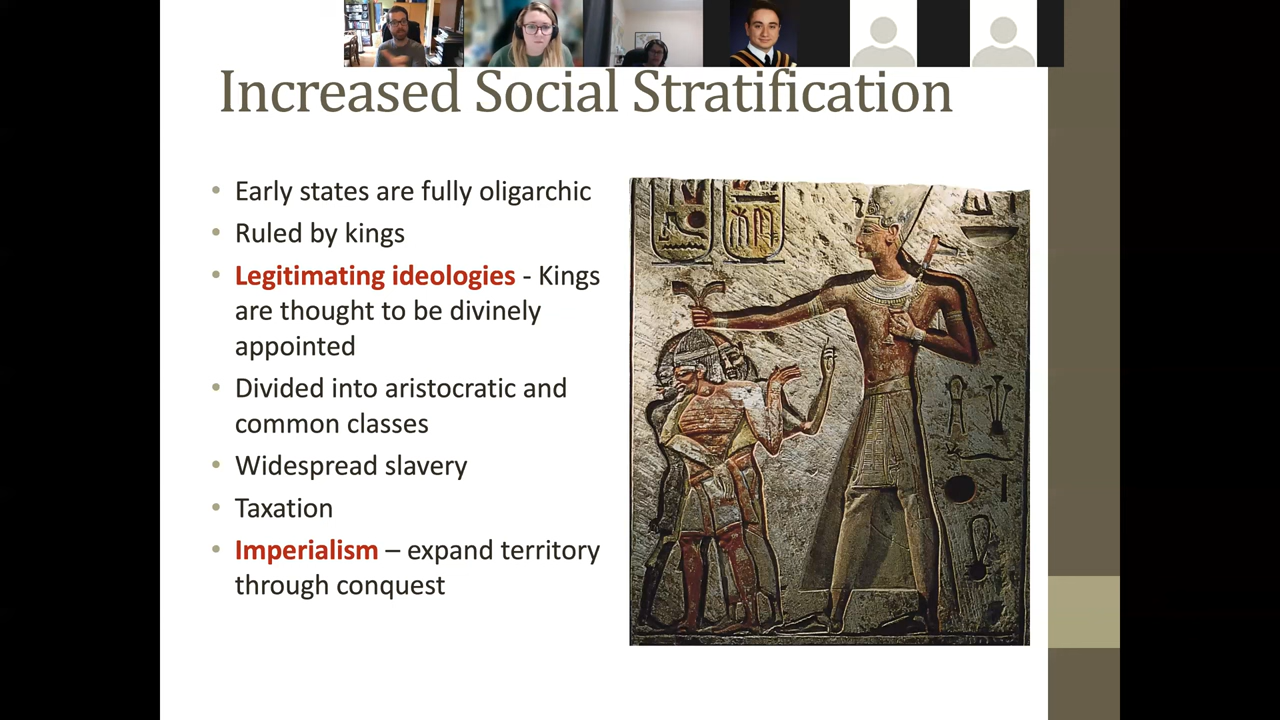 Increased Social Stratification
• Early states are fully oligarchic
• Ruled by kings
• Legitimating ideologies - Kings
are thought to be divinely
appointed
• Divided into aristocratic and
common classes
• Widespread slavery
• Taxation
• Imperialism – expand territory
through conquest